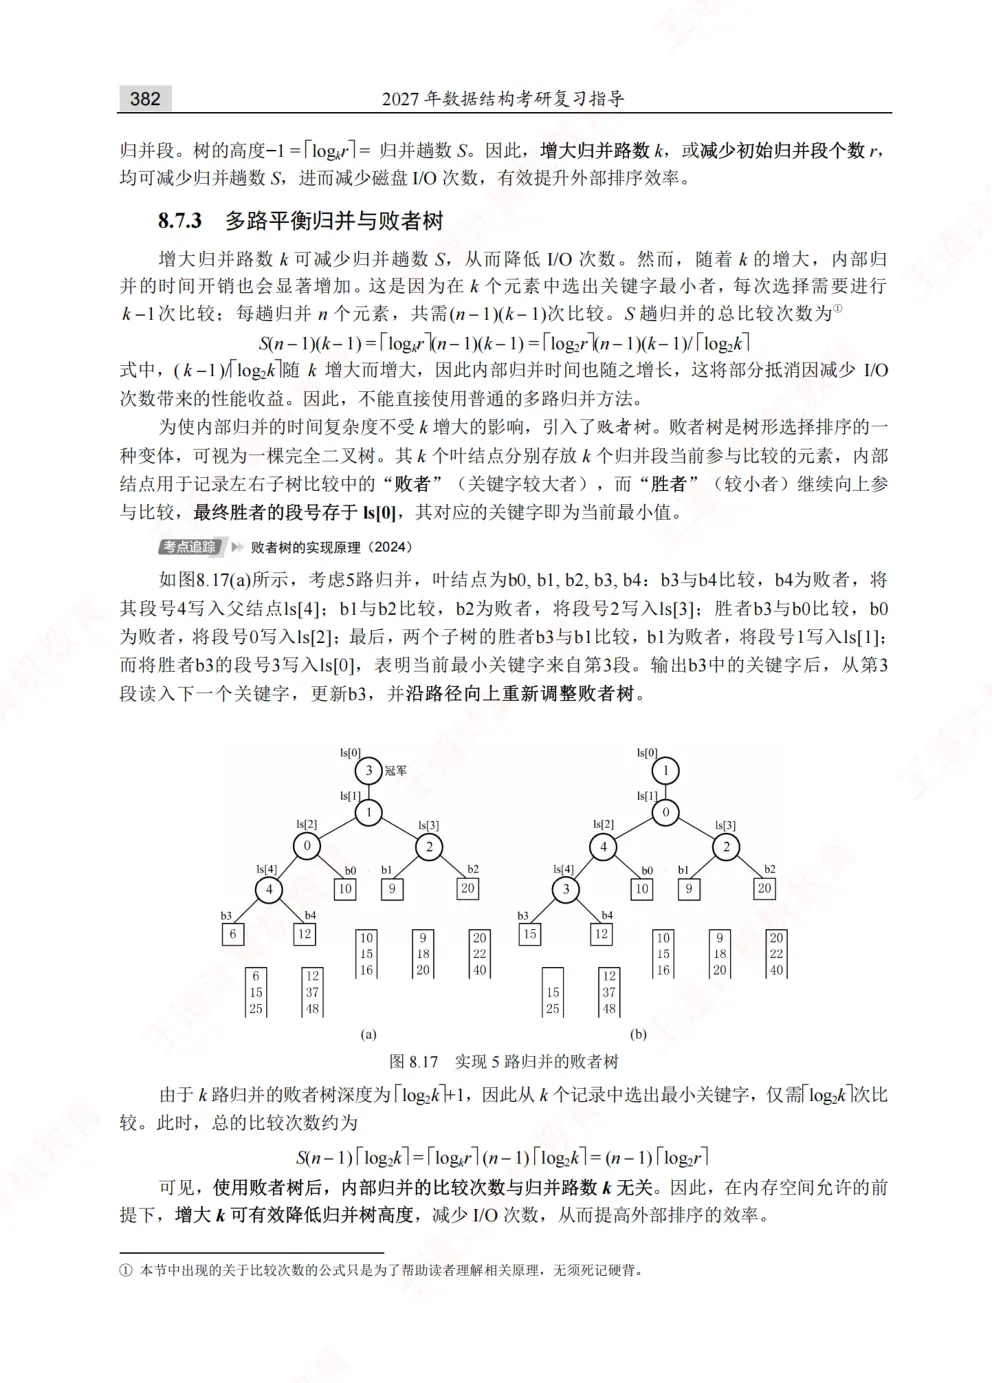 382
2027 年数据结构考研复习指导
归并段。树的高度−1 = ⌈logₖr⌉ = 归并趟数 S。因此，增大归并路数 k，或减少初始归并段个数 r，
均可减少归并趟数 S，进而减少磁盘 I/O 次数，有效提升外部排序效率。
8.7.3 多路平衡归并与败者树
增大归并路数 k 可减少归并趟数 S，从而降低 I/O 次数。然而，随着 k 的增大，内部归
并的时间开销也会显著增加。这是因为在 k 个元素中选出关键字最小者，每次选择需要进行
k −1次比较；每趟归并 n 个元素，共需(n − 1)(k − 1)次比较。S 趟归并的总比较次数为①
S(n − 1)(k − 1) = ⌈logₖr⌉(n − 1)(k − 1) = ⌈log₂r⌉(n − 1)(k − 1)/⌈log₂k⌉
式中，( k −1)/⌈log₂k⌉随 k 增大而增大，因此内部归并时间也随之增长，这将部分抵消因减少 I/O
次数带来的性能收益。因此，不能直接使用普通的多路归并方法。
为使内部归并的时间复杂度不受 k 增大的影响，引入了败者树。败者树是树形选择排序的一
种变体，可视为一棵完全二叉树。其 k 个叶结点分别存放 k 个归并段当前参与比较的元素，内部
结点用于记录左右子树比较中的“败者”（关键字较大者），而“胜者”（较小者）继续向上参
与比较，最终胜者的段号存于 ls[0]，其对应的关键字即为当前最小值。
考点追踪 败者树的实现原理（2024）
如图8.17(a)所示，考虑5路归并，叶结点为b0, b1, b2, b3, b4：b3与b4比较，b4为败者，将
其段号4写入父结点ls[4]；b1与b2比较，b2为败者，将段号2写入ls[3]；胜者b3与b0比较，b0
为败者，将段号0写入ls[2]；最后，两个子树的胜者b3与b1比较，b1为败者，将段号1写入ls[1]；
而将胜者b3的段号3写入ls[0]，表明当前最小关键字来自第3段。输出b3中的关键字后，从第3
段读入下一个关键字，更新b3，并沿路径向上重新调整败者树。
ls[0]
3 冠军
ls[1]
1
ls[2] ls[3]
0 2
ls[4] b0 b1 b2
4 10 9 20
b3 b4
6 12
10 9 20
15 18 22
16 20 40
6 12
15 37
25 48
(a)
ls[0]
1
ls[1]
0
ls[2] ls[3]
4 2
ls[4] b0 b1 b2
3 10 9 20
b3 b4
15 12
10 9 20
15 18 22
16 20 40
12
15 37
25 48
(b)
图 8.17 实现 5 路归并的败者树
由于 k 路归并的败者树深度为⌈log₂k⌉+1，因此从 k 个记录中选出最小关键字，仅需⌈log₂k⌉次比
较。此时，总的比较次数约为
S(n − 1)⌈log₂k⌉ = ⌈logₖr⌉ (n − 1)⌈log₂k⌉ = (n − 1)⌈log₂r⌉
可见，使用败者树后，内部归并的比较次数与归并路数 k 无关。因此，在内存空间允许的前
提下，增大 k 可有效降低归并树高度，减少 I/O 次数，从而提高外部排序的效率。
① 本节中出现的关于比较次数的公式只是为了帮助读者理解相关原理，无须死记硬背。